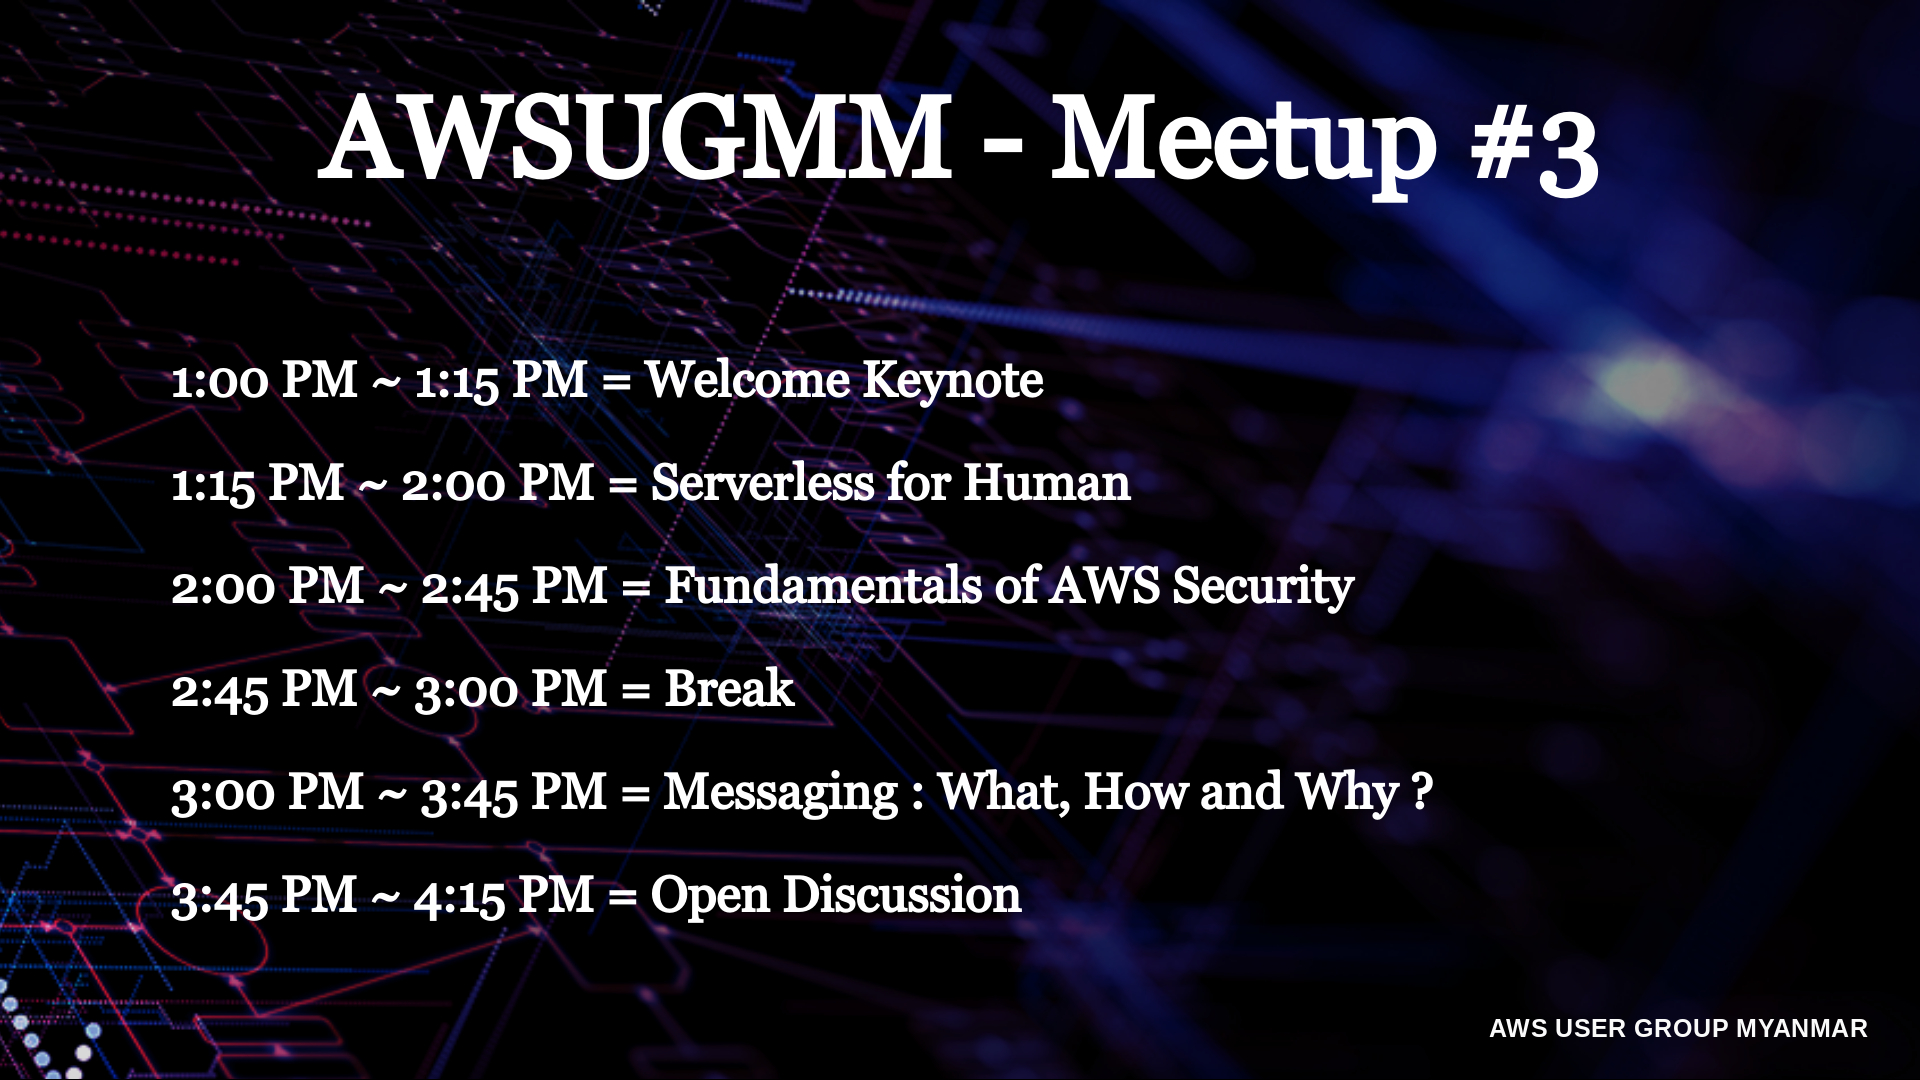 AWSUGMM - Meetup #3
1:00 PM ~ 1:15 PM = Welcome Keynote
1:15 PM ~ 2:00 PM = Serverless for Human
2:00 PM ~ 2:45 PM = Fundamentals of AWS Security
2:45 PM ~ 3:00 PM = Break
3:00 PM ~ 3:45 PM = Messaging : What, How and Why ?
3:45 PM ~ 4:15 PM = Open Discussion
AWS USER GROUP MYANMAR